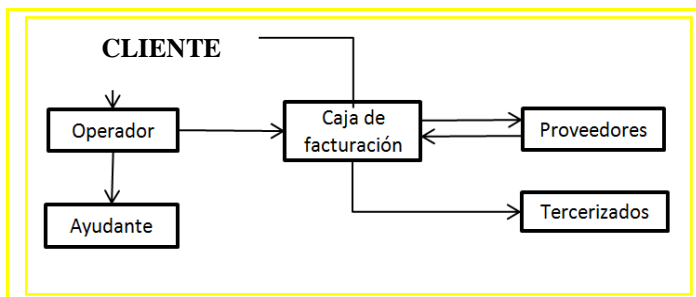 CLIENTE
Operador
Caja de
facturación
Proveedores
Ayudante
Tercerizados